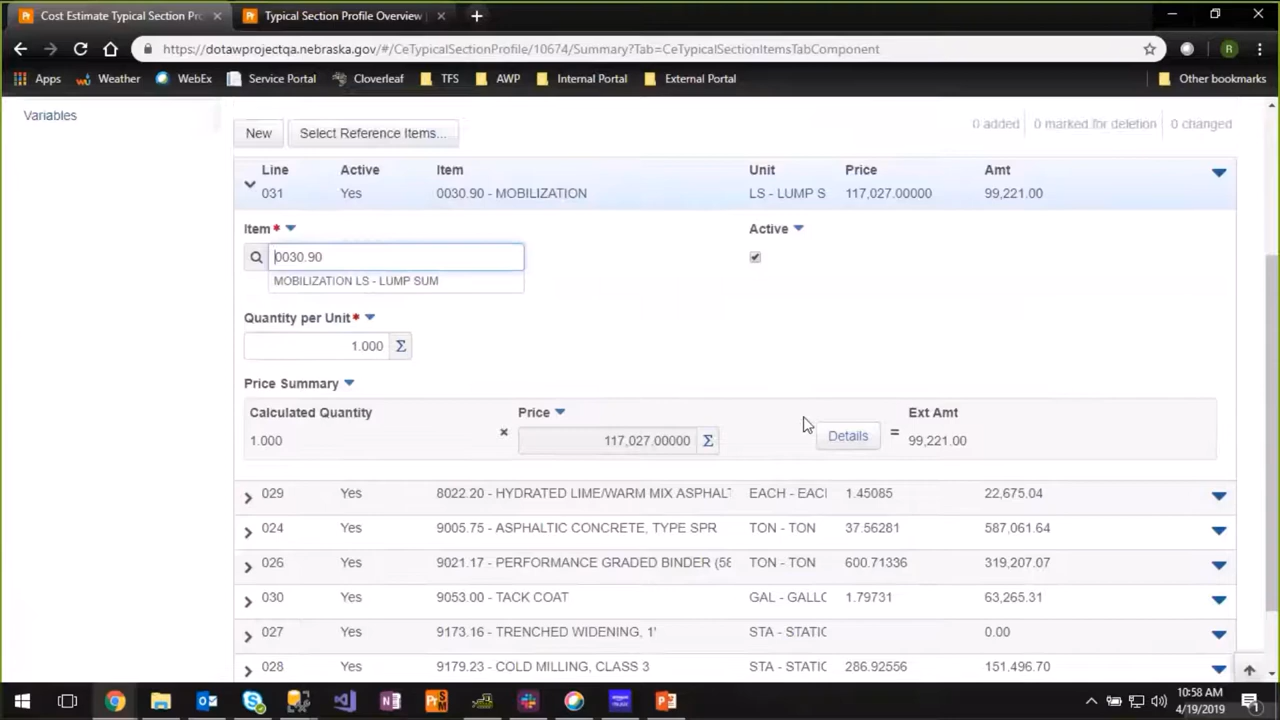 Cost Estimate Typical Section Pr
Typical Section Profile Overview
https://dotawprojectqa.nebraska.gov/#/CeTypicalSectionProfile/10674/Summary?Tab=CeTypicalSectionItemsTabComponent
R
Apps Weather WebEx Service Portal Cloverleaf TFS AWP Internal Portal External Portal Other bookmarks
Variables
New Select Reference Items... 0 added 0 marked for deletion 0 changed
Line Active Item Unit Price Amt
031 Yes 0030.90 - MOBILIZATION LS - LUMP S 117,027.00000 99,221.00
Item* Active
0030.90
MOBILIZATION LS - LUMP SUM
Quantity per Unit*
1.000 Σ
Price Summary
Calculated Quantity Price Ext Amt
1.000 × 117,027.00000 Σ Details = 99,221.00
029 Yes 8022.20 - HYDRATED LIME/WARM MIX ASPHAL EACH - EACH 1.45085 22,675.04
024 Yes 9005.75 - ASPHALTIC CONCRETE, TYPE SPR TON - TON 37.56281 587,061.64
026 Yes 9021.17 - PERFORMANCE GRADED BINDER (58 TON - TON 600.71336 319,207.07
030 Yes 9053.00 - TACK COAT GAL - GALLO 1.79731 63,265.31
027 Yes 9173.16 - TRENCHED WIDENING, 1' STA - STATIO 0.00
028 Yes 9179.23 - COLD MILLING, CLASS 3 STA - STATIO 286.92556 151,496.70
10:58 AM
4/19/2019